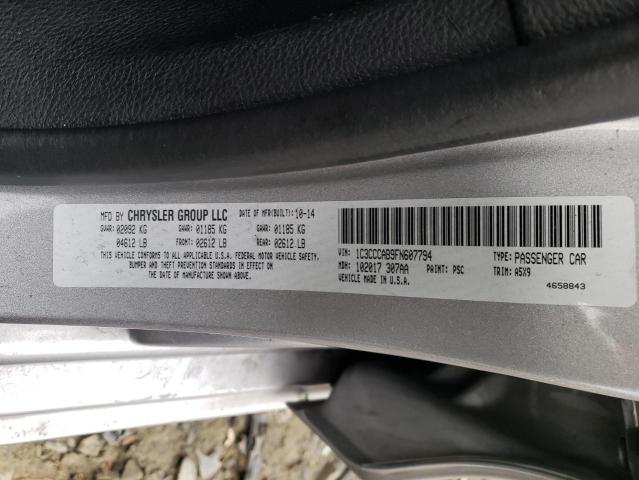 MFD BY CHRYSLER GROUP LLC DATE OF MFR(BUILT): 10-14
GVWR: 02092 KG GAWR: 01185 KG GAWR: 01185 KG
04612 LB FRONT: 02612 LB REAR: 02612 LB
THIS VEHICLE CONFORMS TO ALL APPLICABLE U.S.A. FEDERAL MOTOR VEHICLE SAFETY,
BUMPER AND THEFT PREVENTION STANDARDS IN EFFECT ON
THE DATE OF MANUFACTURE SHOWN ABOVE.
VIN: 1C3CCCAB9FN607794 TYPE: PASSENGER CAR
MDH: 102017 307AA PAINT: PSC TRIM: A5X9
VEHICLE MADE IN U.S.A.
4658843